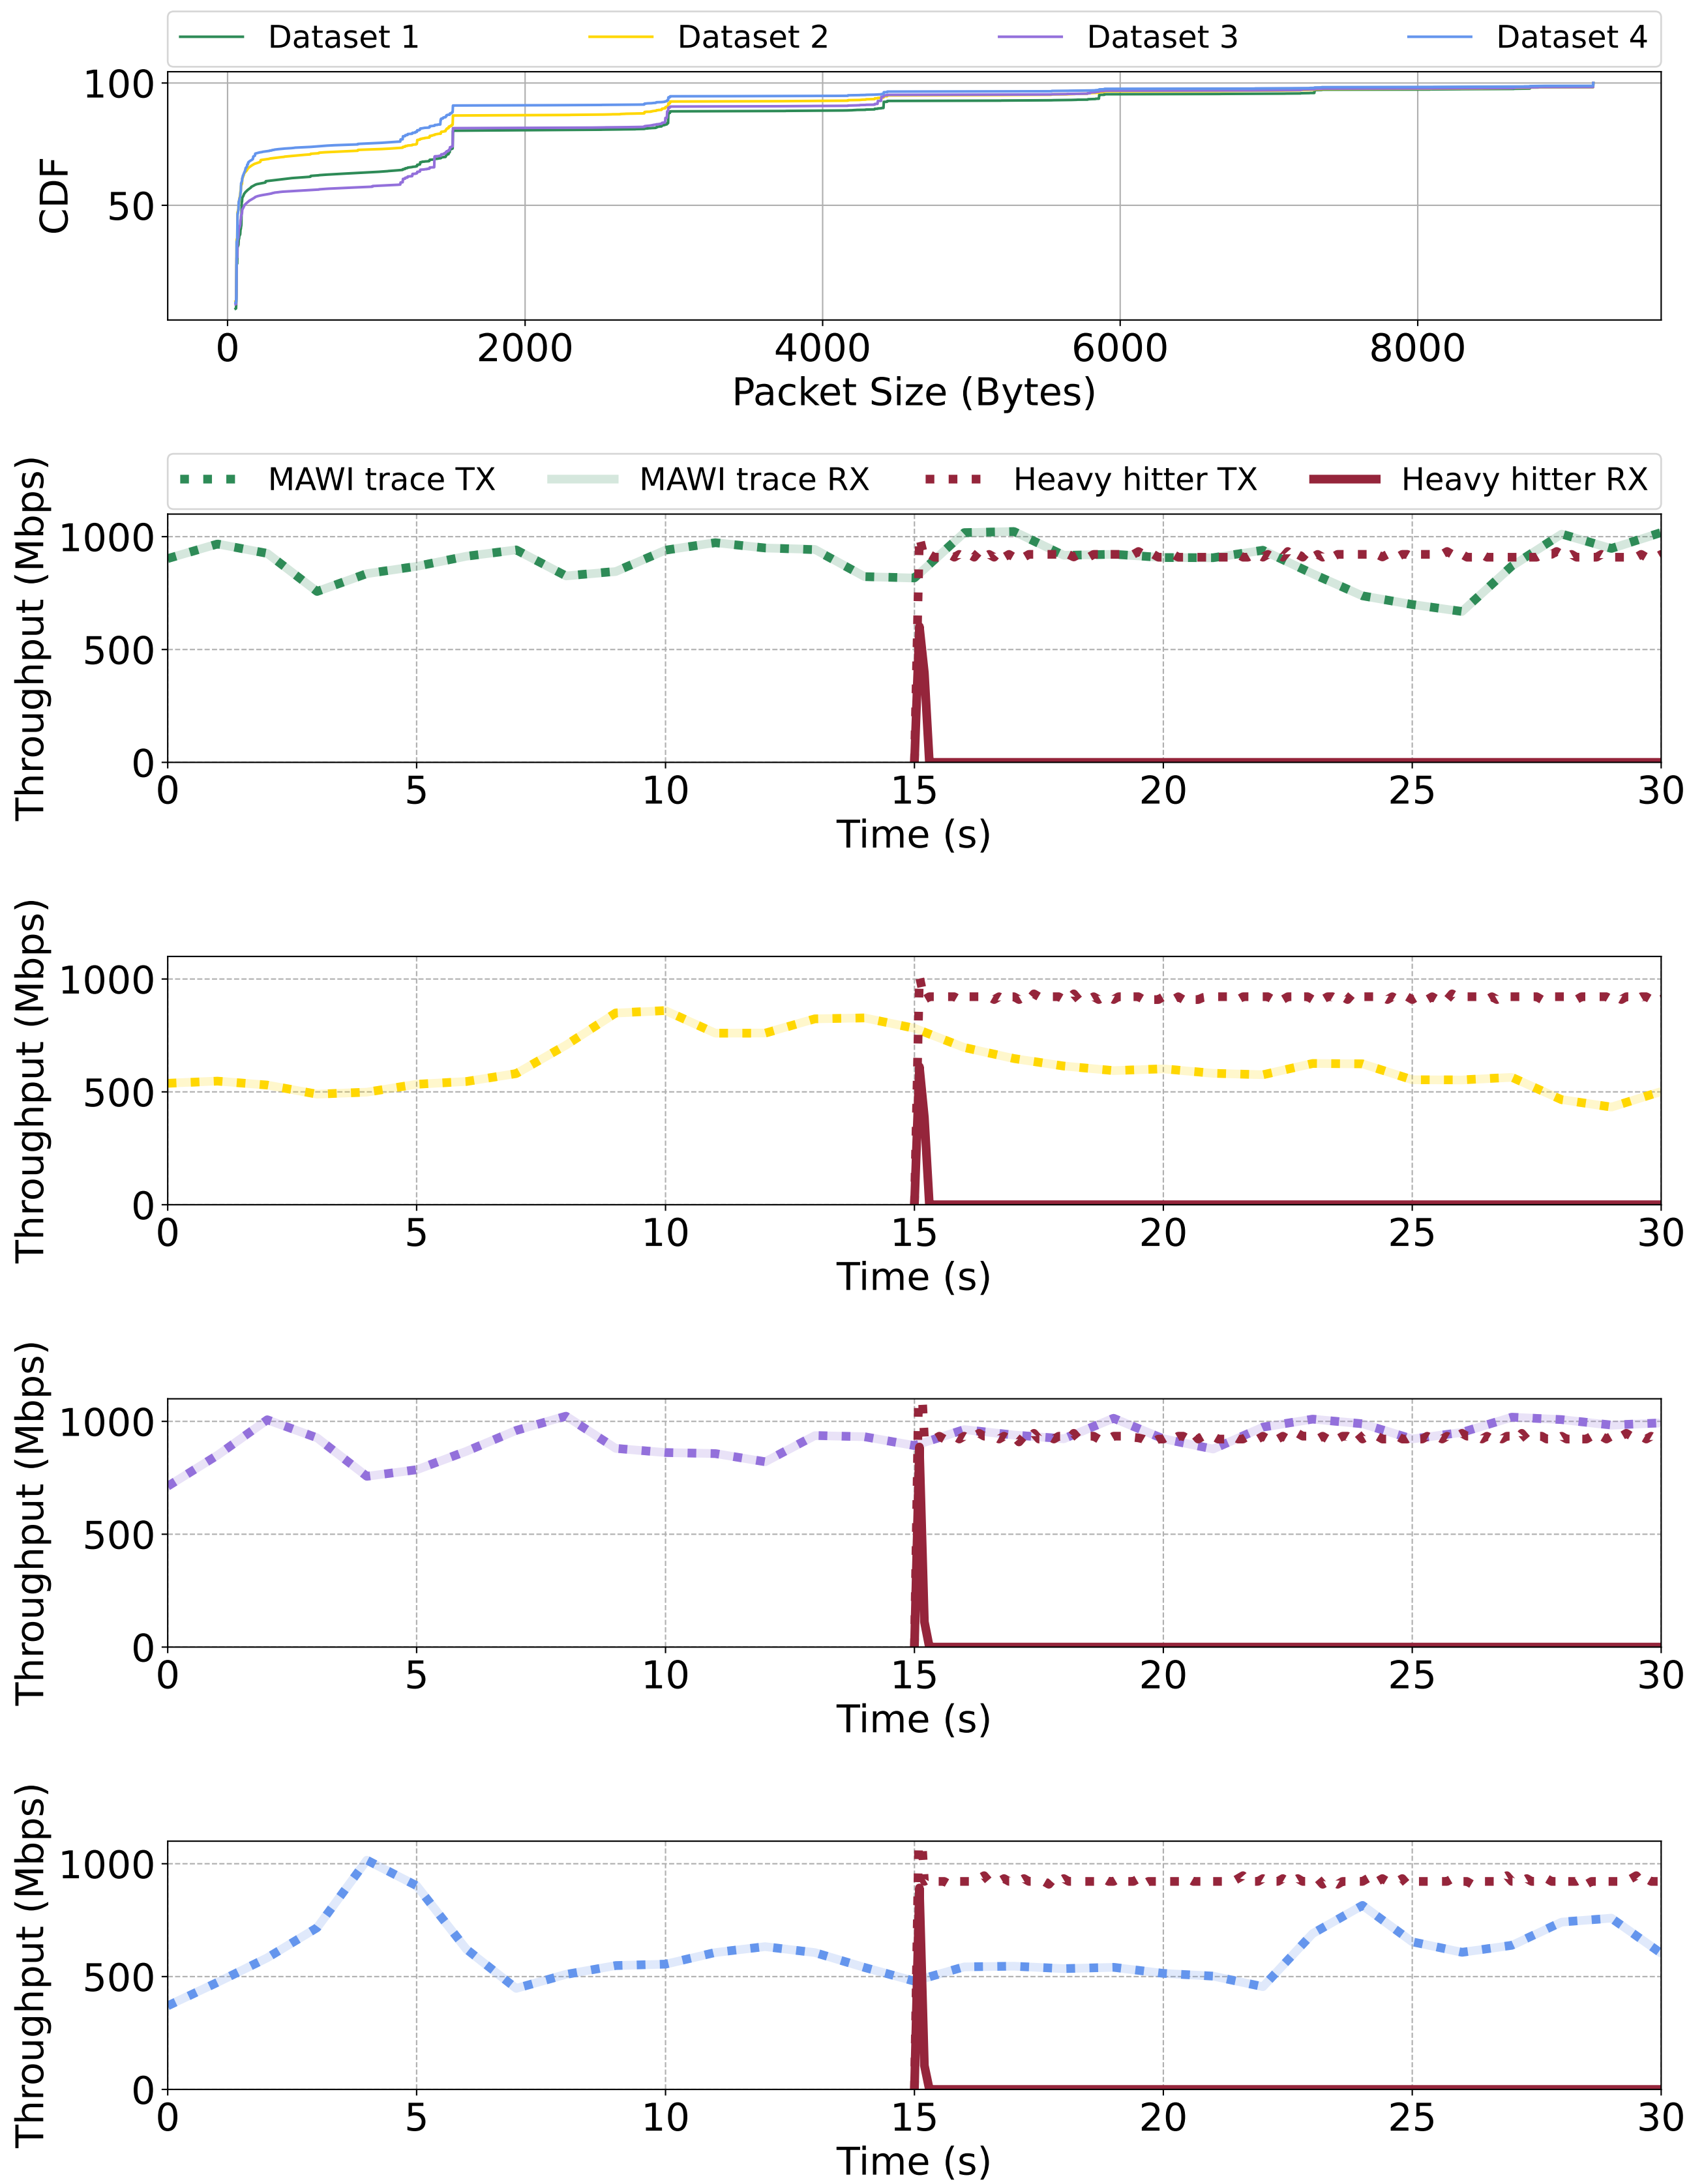 Dataset 1 Dataset 2 Dataset 3 Dataset 4
100
50
CDF
0 2000 4000 6000 8000
Packet Size (Bytes)
MAWI trace TX MAWI trace RX Heavy hitter TX Heavy hitter RX
1000
500
0
Throughput (Mbps)
0 5 10 15 20 25 30
Time (s)
1000
500
0
Throughput (Mbps)
0 5 10 15 20 25 30
Time (s)
1000
500
0
Throughput (Mbps)
0 5 10 15 20 25 30
Time (s)
1000
500
0
Throughput (Mbps)
0 5 10 15 20 25 30
Time (s)